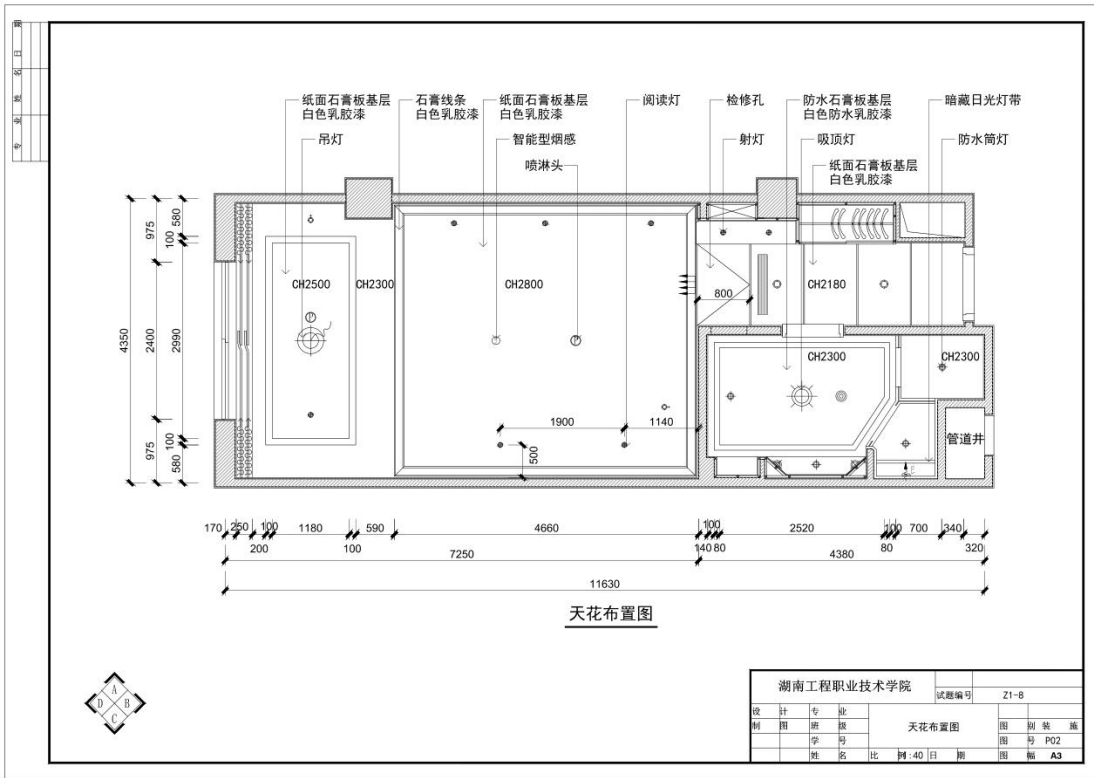 期
日
名
姓
业
专
纸面石膏板基层
白色乳胶漆
吊灯
石膏线条
白色乳胶漆
纸面石膏板基层
白色乳胶漆
智能型烟感
喷淋头
阅读灯
检修孔
射灯
防水石膏板基层
白色防水乳胶漆
吸顶灯
纸面石膏板基层
白色乳胶漆
暗藏日光灯带
防水筒灯
4350
975
2400
975
580
100
2990
100
580
CH2500
CH2300
CH2800
CH2180
800
CH2300
CH2300
1900
1140
500
管道井
170
250
100
1180
590
4660
100
2520
100
700
340
200
100
140
80
80
320
7250
4380
11630
天花布置图
A
D
B
C
湖南工程职业技术学院
试题编号
Z1-8
设 计
专 业
制 图
班 级
学 号
姓 名
天花布置图
比 例:40
日 期
图 别
装 施
图 号
P02
图 幅
A3